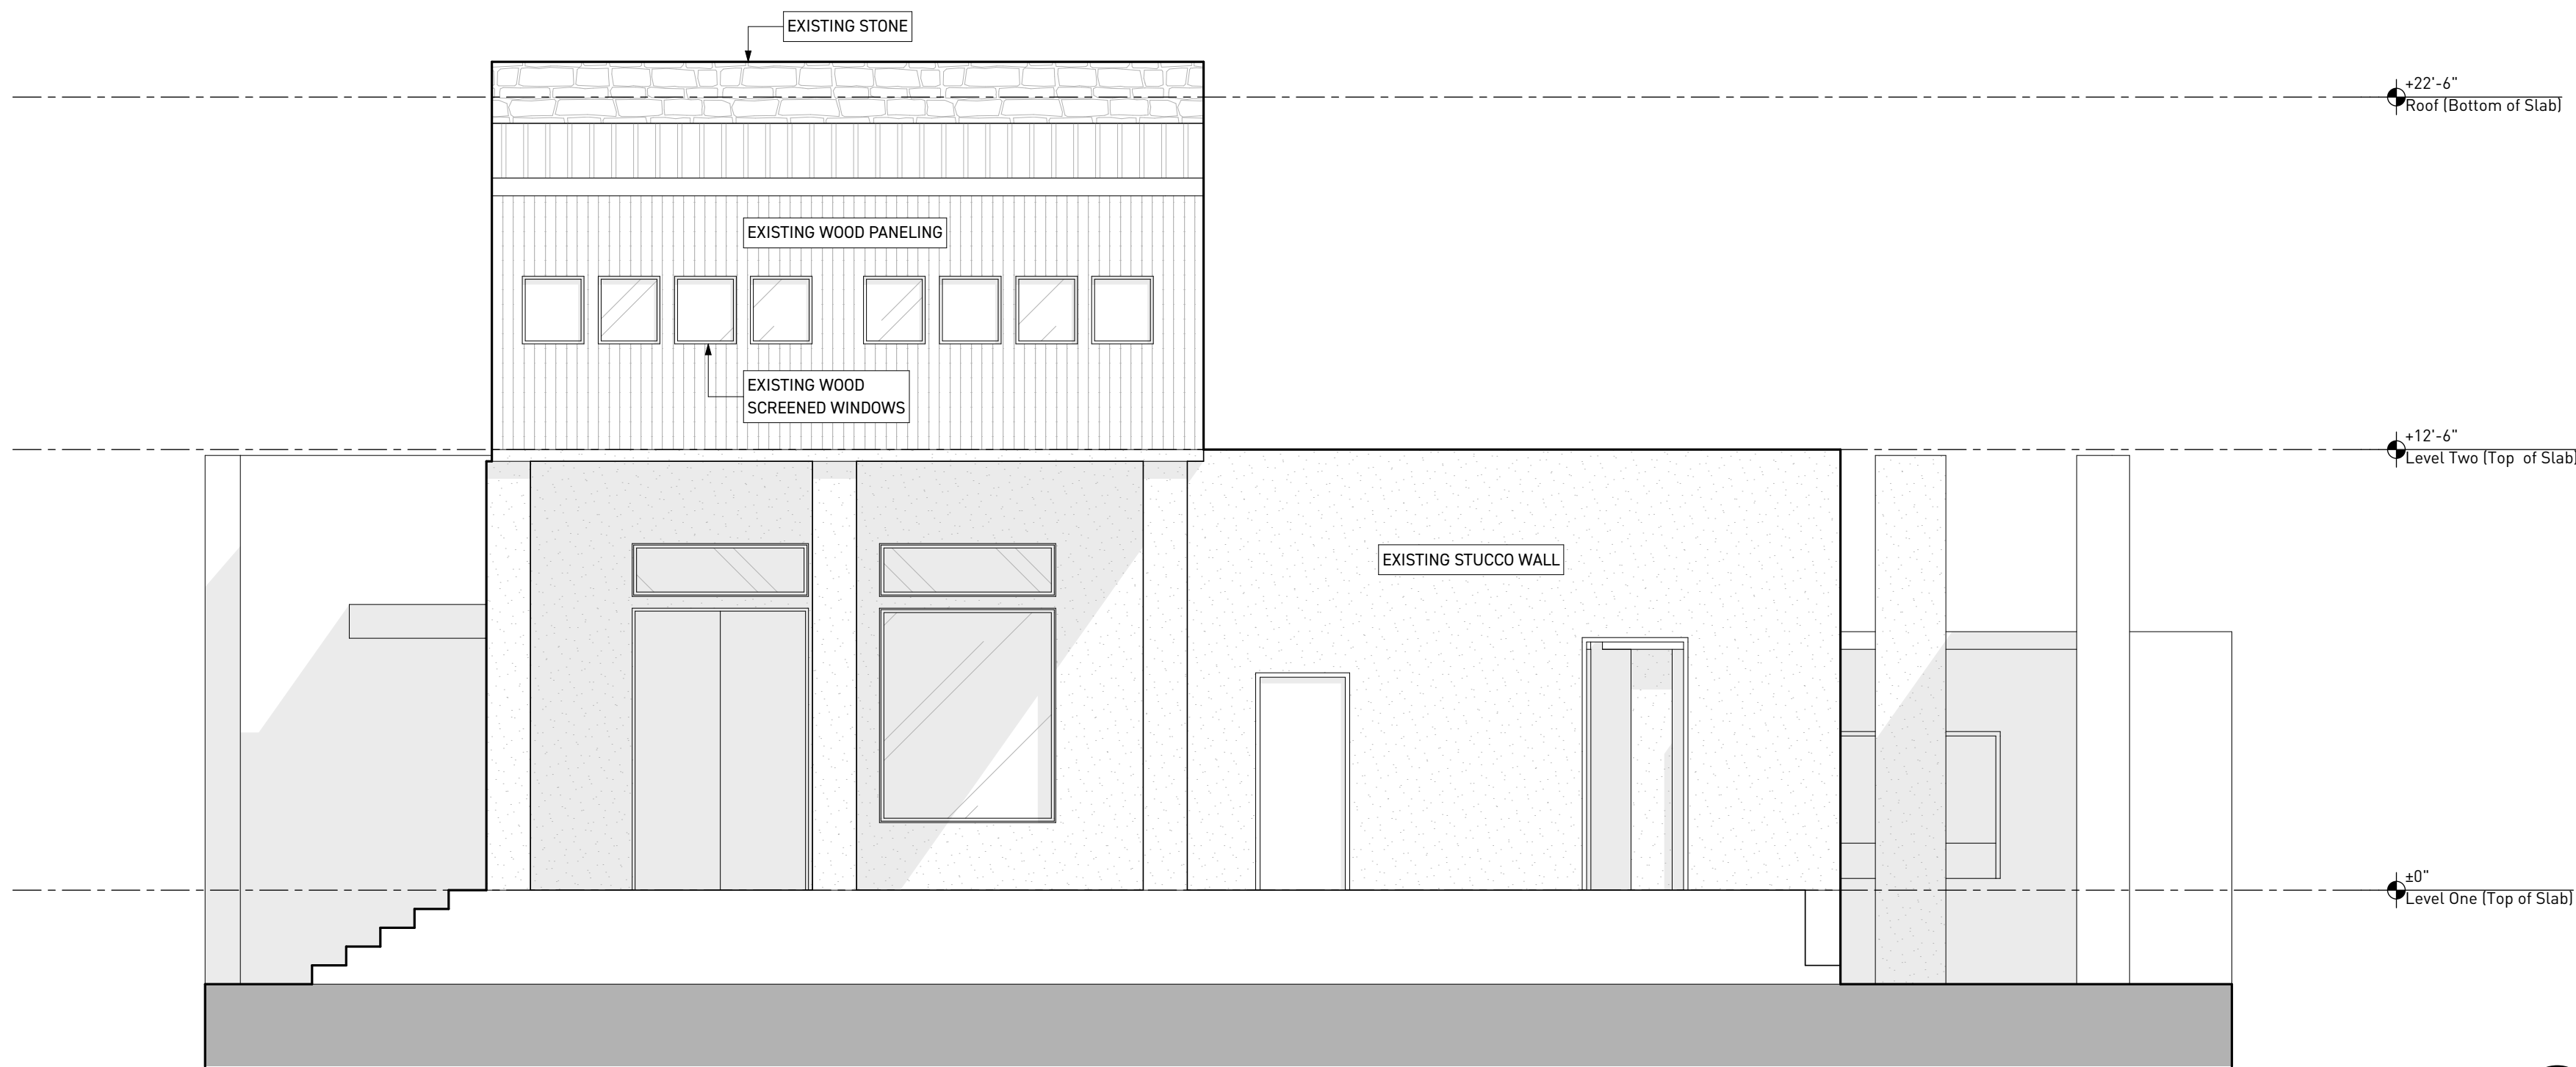 EXISTING STONE
+22'-6"
Roof (Bottom of Slab)
EXISTING WOOD PANELING
EXISTING WOOD
SCREENED WINDOWS
+12'-6"
Level Two (Top of Slab)
EXISTING STUCCO WALL
±0"
Level One (Top of Slab)